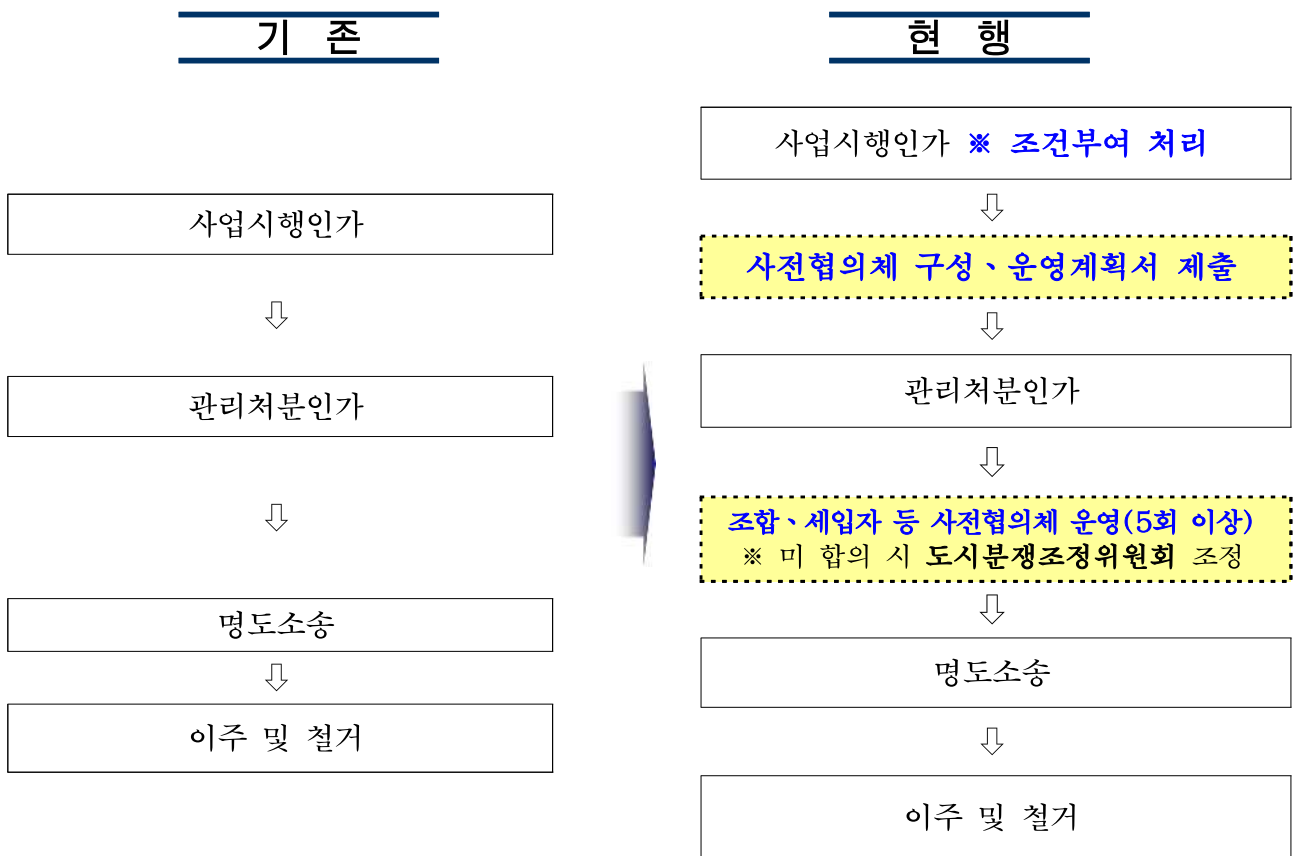 기 존
사업시행인가
⇩
관리처분인가
⇩
명도소송
⇩
이주 및 철거
현 행
사업시행인가 ※ 조건부여 처리
⇩
사전협의체 구성、운영계획서 제출
⇩
관리처분인가
⇩
조합、세입자 등 사전협의체 운영(5회 이상)
※ 미 합의 시 도시분쟁조정위원회 조정
⇩
명도소송
⇩
이주 및 철거